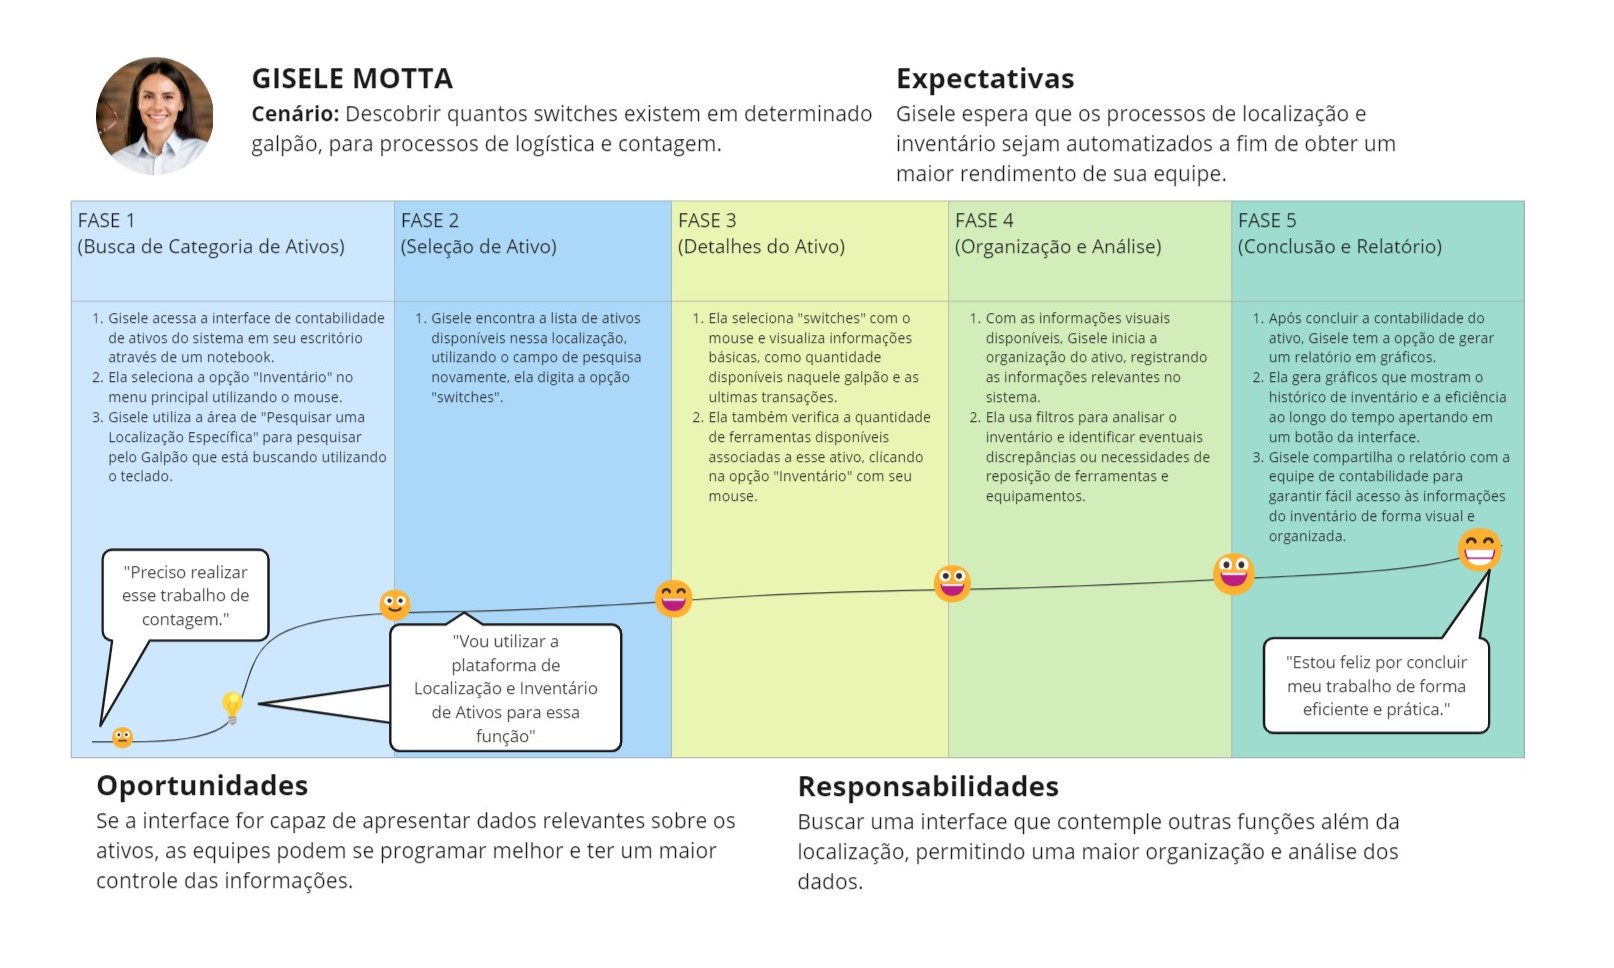 GISELE MOTTA
Cenário: Descobrir quantos switches existem em determinado
galpão, para processos de logística e contagem.
Expectativas
Gisele espera que os processos de localização e
inventário sejam automatizados a fim de obter um
maior rendimento de sua equipe.
FASE 1
(Busca de Categoria de Ativos)
1. Gisele acessa a interface de contabilidade
de ativos do sistema em seu escritório
através de um notebook.
2. Ela seleciona a opção "Inventário" no
menu principal utilizando o mouse.
3. Gisele utiliza a área de "Pesquisar uma
Localização Específica" para pesquisar
pelo Galpão que está buscando utilizando
o teclado.
"Preciso realizar
esse trabalho de
contagem."
FASE 2
(Seleção de Ativo)
1. Gisele encontra a lista de ativos
disponíveis nessa localização,
utilizando o campo de pesquisa
novamente, ela digita a opção
"switches".
"Vou utilizar a
plataforma de
Localização e Inventário
de Ativos para essa
função"
FASE 3
(Detalhes do Ativo)
1. Ela seleciona "switches" com o
mouse e visualiza informações
básicas, como quantidade
disponíveis naquele galpão e as
ultimas transações.
2. Ela também verifica a quantidade
de ferramentas disponíveis
associadas a esse ativo, clicando
na opção "Inventário" com seu
mouse.
FASE 4
(Organização e Análise)
1. Com as informações visuais
disponíveis, Gisele inicia a
organização do ativo, registrando
as informações relevantes no
sistema.
2. Ela usa filtros para analisar o
inventário e identificar eventuais
discrepâncias ou necessidades de
reposição de ferramentas e
equipamentos.
FASE 5
(Conclusão e Relatório)
1. Após concluir a contabilidade do
ativo, Gisele tem a opção de gerar
um relatório em gráficos.
2. Ela gera gráficos que mostram o
histórico de inventário e a eficiência
ao longo do tempo apertando em
um botão da interface.
3. Gisele compartilha o relatório com a
equipe de contabilidade para
garantir fácil acesso às informações
do inventário de forma visual e
organizada.
"Estou feliz por concluir
meu trabalho de forma
eficiente e prática."
Oportunidades
Se a interface for capaz de apresentar dados relevantes sobre os
ativos, as equipes podem se programar melhor e ter um maior
controle das informações.
Responsabilidades
Buscar uma interface que contemple outras funções além da
localização, permitindo uma maior organização e análise dos
dados.